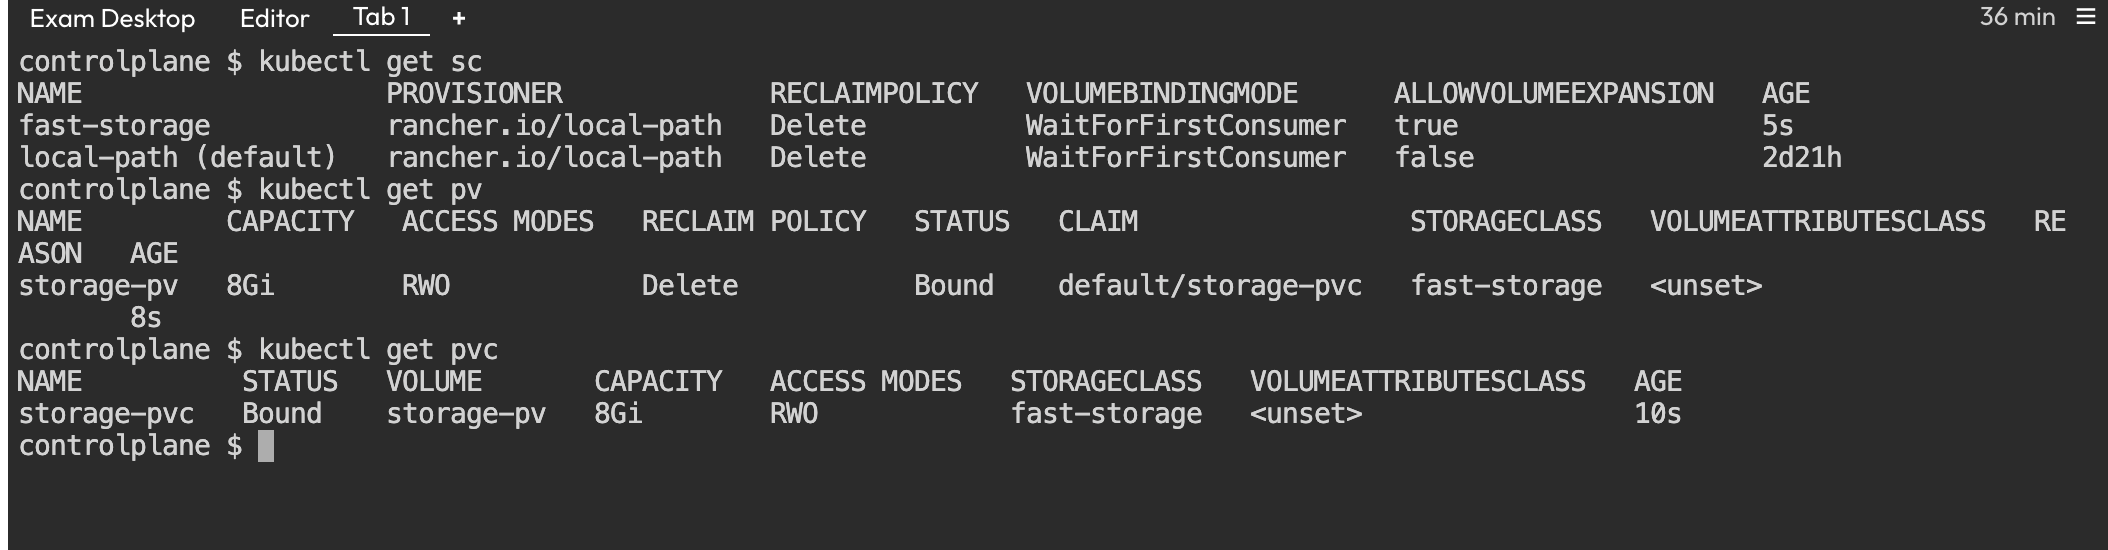 Exam Desktop Editor Tab 1 + 36 min
controlplane $ kubectl get sc
NAME PROVISIONER RECLAIMPOLICY VOLUMEBINDINGMODE ALLOWVOLUMEEXPANSION AGE
fast-storage rancher.io/local-path Delete WaitForFirstConsumer true 5s
local-path (default) rancher.io/local-path Delete WaitForFirstConsumer false 2d21h
controlplane $ kubectl get pv
NAME CAPACITY ACCESS MODES RECLAIM POLICY STATUS CLAIM STORAGECLASS VOLUMEATTRIBUTESCLASS RE
ASON AGE
storage-pv 8Gi RWO Delete Bound default/storage-pvc fast-storage <unset>
8s
controlplane $ kubectl get pvc
NAME STATUS VOLUME CAPACITY ACCESS MODES STORAGECLASS VOLUMEATTRIBUTESCLASS AGE
storage-pvc Bound storage-pv 8Gi RWO fast-storage <unset> 10s
controlplane $